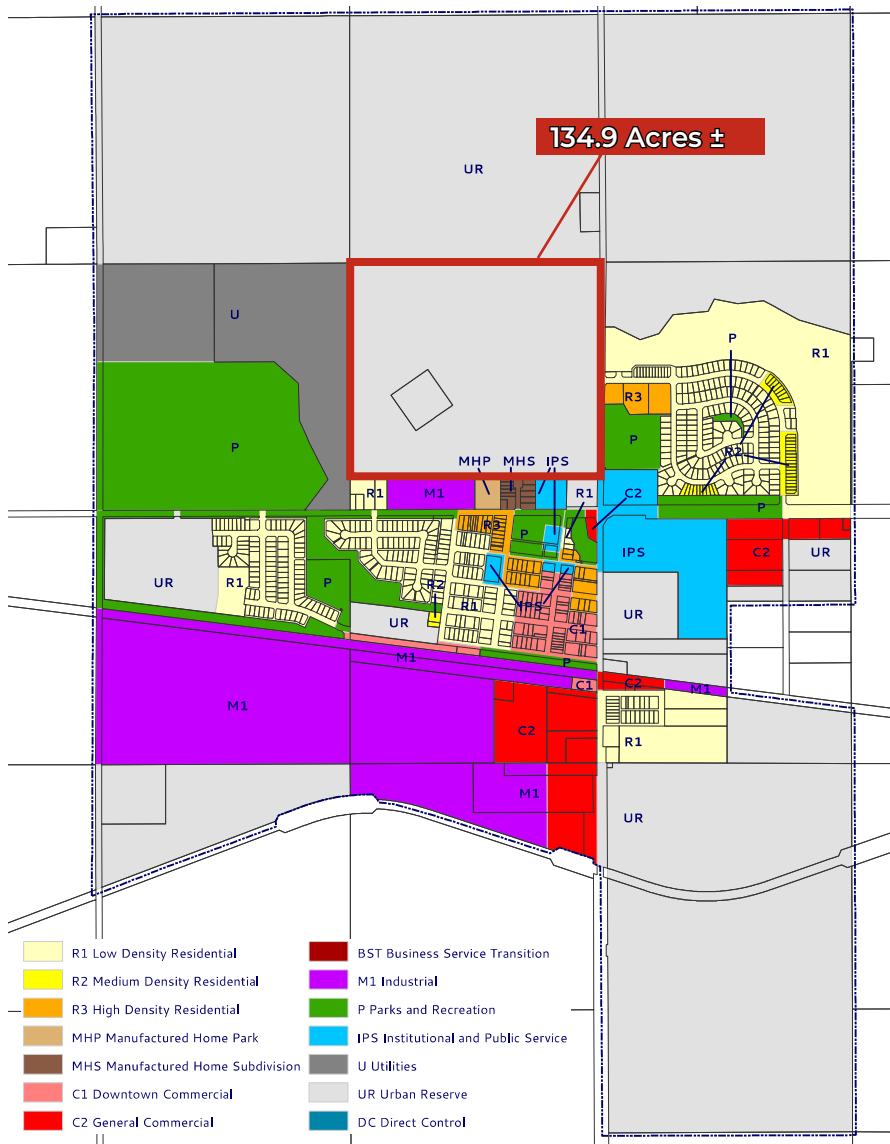 134.9 Acres ±
UR
U
P
R1
R3
P
P
R2
MHP
MHS
IPS
R1
M1
R1
C2
P
R3
P
IPS
C2
UR
UR
R1
P
R2
R1
IPS
UR
UR
C1
M1
P
C1
C2
M1
M1
C2
R1
M1
UR
R1 Low Density Residential
R2 Medium Density Residential
R3 High Density Residential
MHP Manufactured Home Park
MHS Manufactured Home Subdivision
C1 Downtown Commercial
C2 General Commercial
BST Business Service Transition
M1 Industrial
P Parks and Recreation
IPS Institutional and Public Service
U Utilities
UR Urban Reserve
DC Direct Control